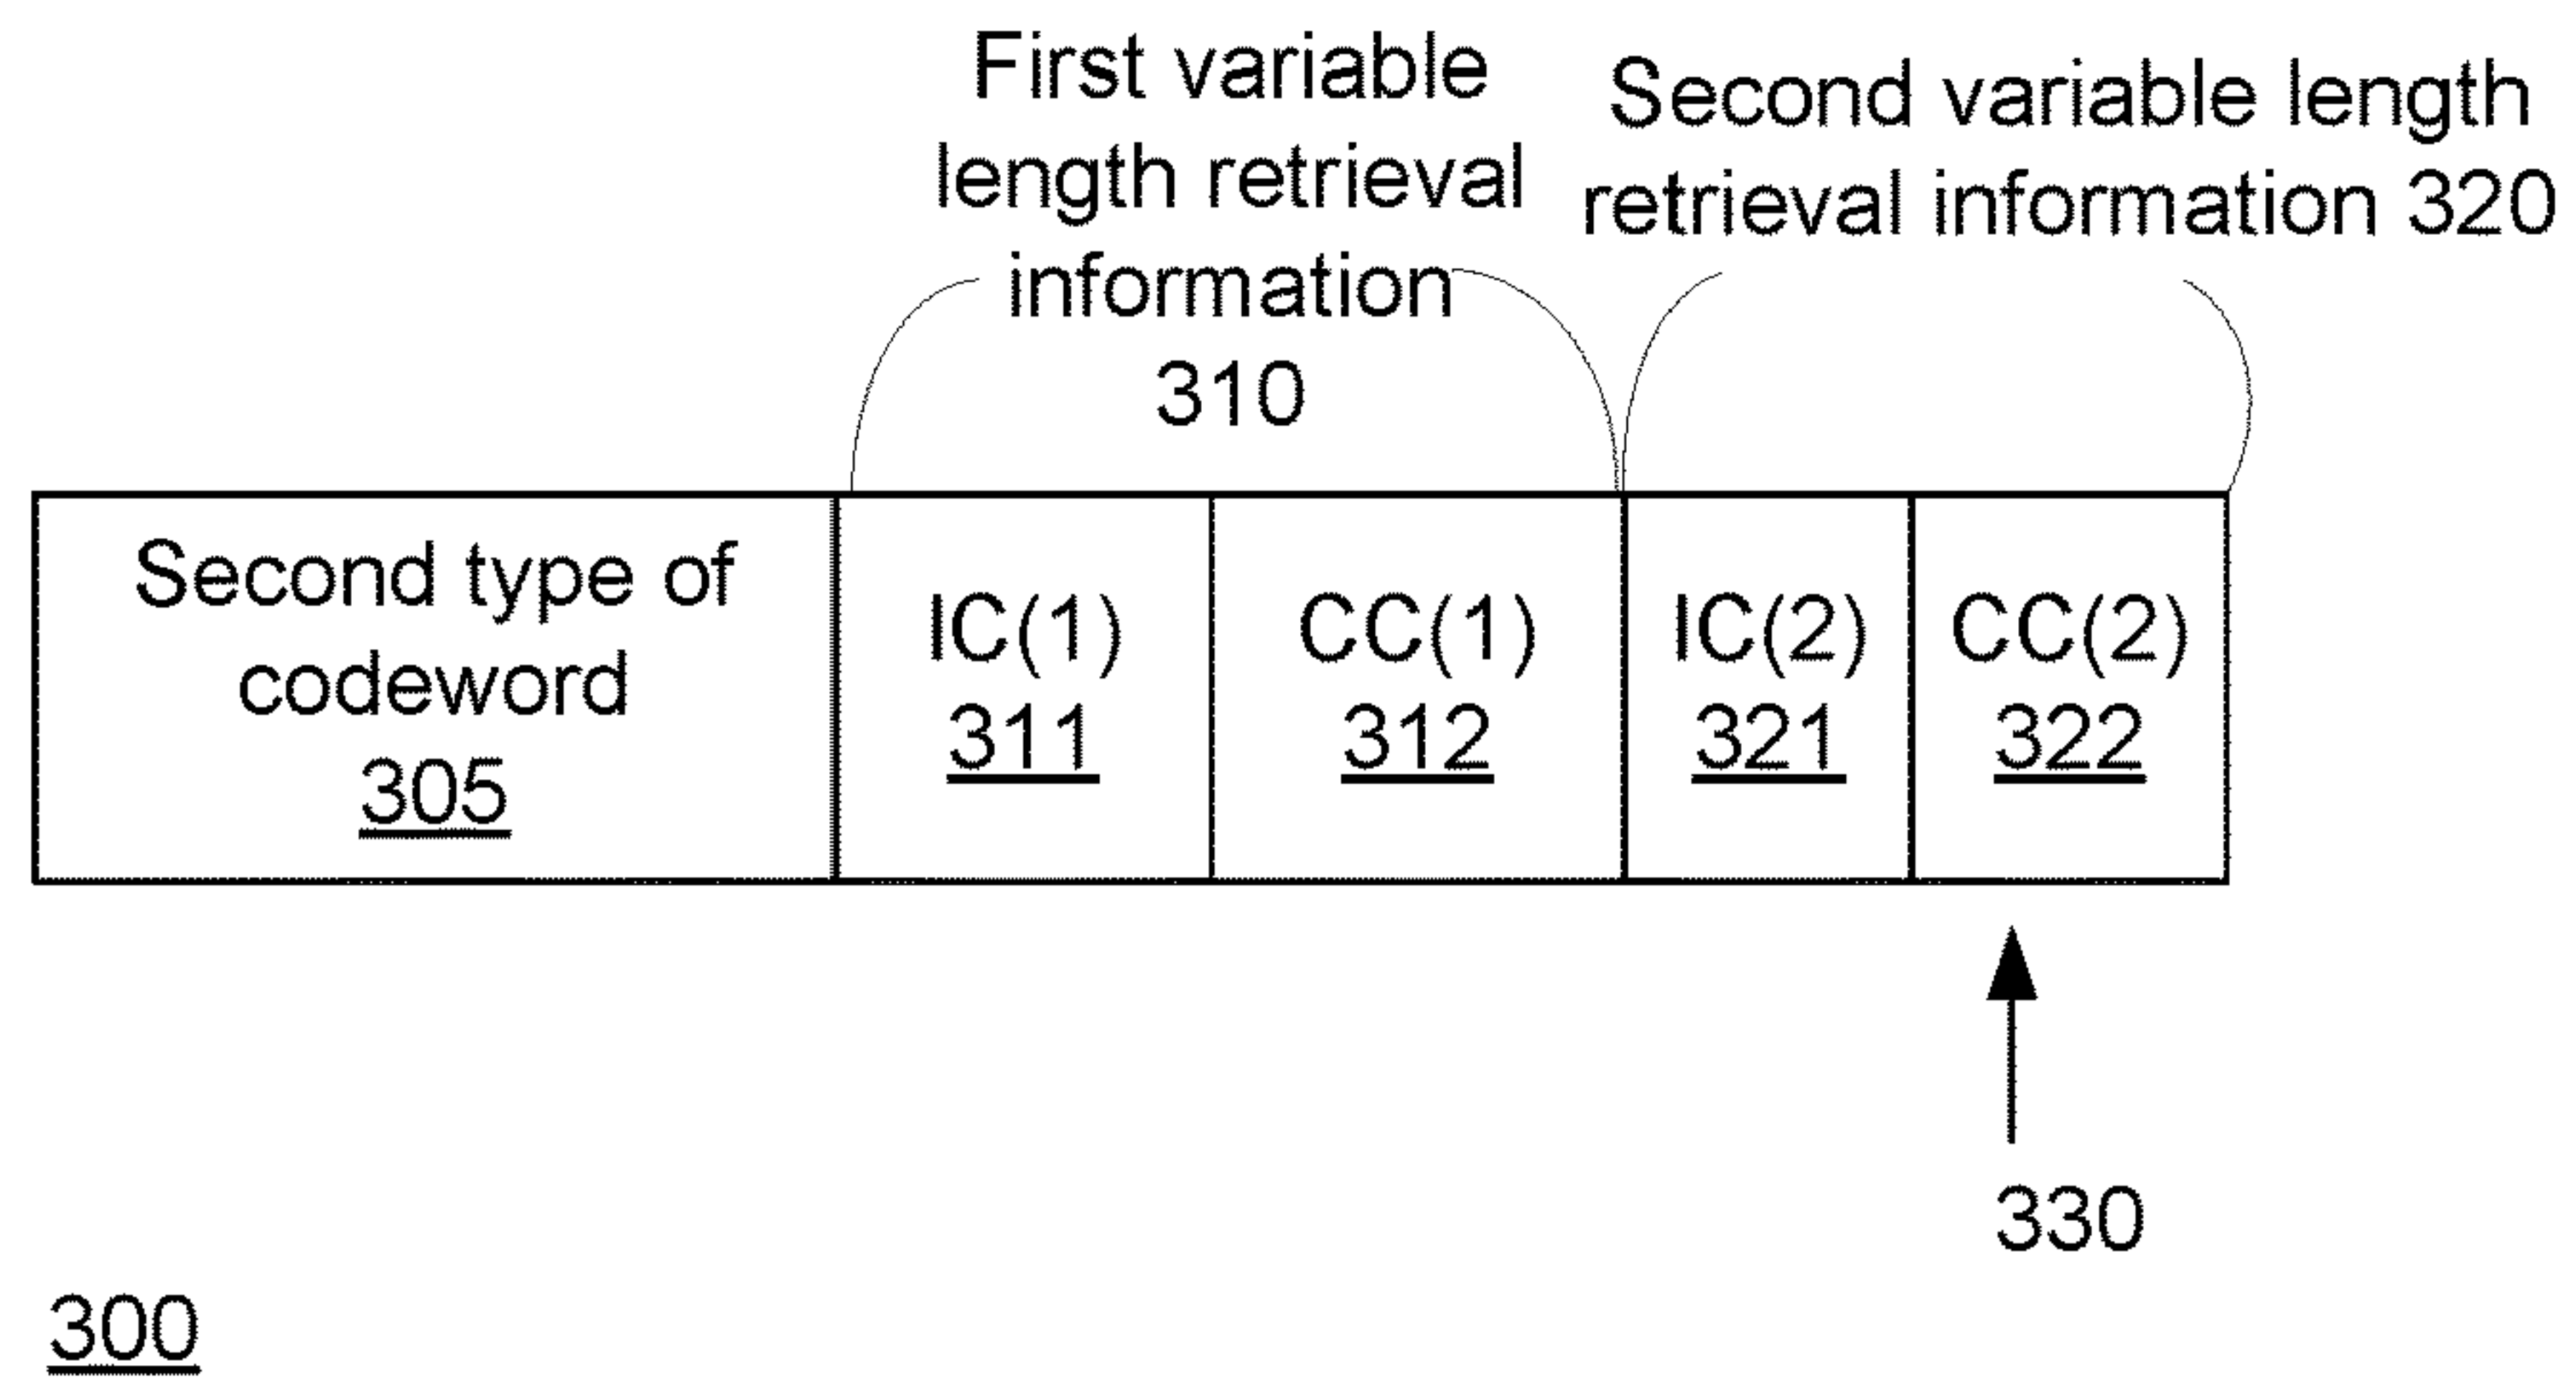 First variable
length retrieval
information
310
Second variable length
retrieval information 320
Second type of
codeword
305
IC(1)
311
CC(1)
312
IC(2)
321
CC(2)
322
330
300